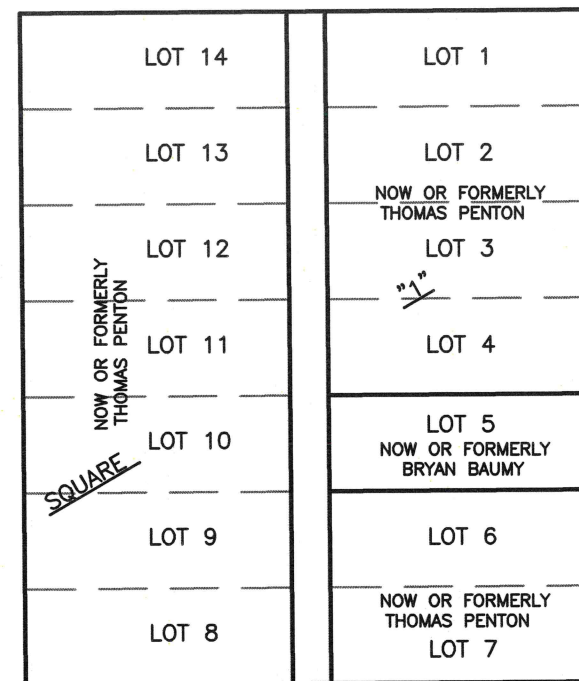 LOT 14
LOT 13
LOT 12
NOW OR FORMERLY
THOMAS PENTON
LOT 11
LOT 10
SQUARE
LOT 9
LOT 8
LOT 1
LOT 2
NOW OR FORMERLY
THOMAS PENTON
LOT 3
"1"
LOT 4
LOT 5
NOW OR FORMERLY
BRYAN BAUMY
LOT 6
NOW OR FORMERLY
THOMAS PENTON
LOT 7